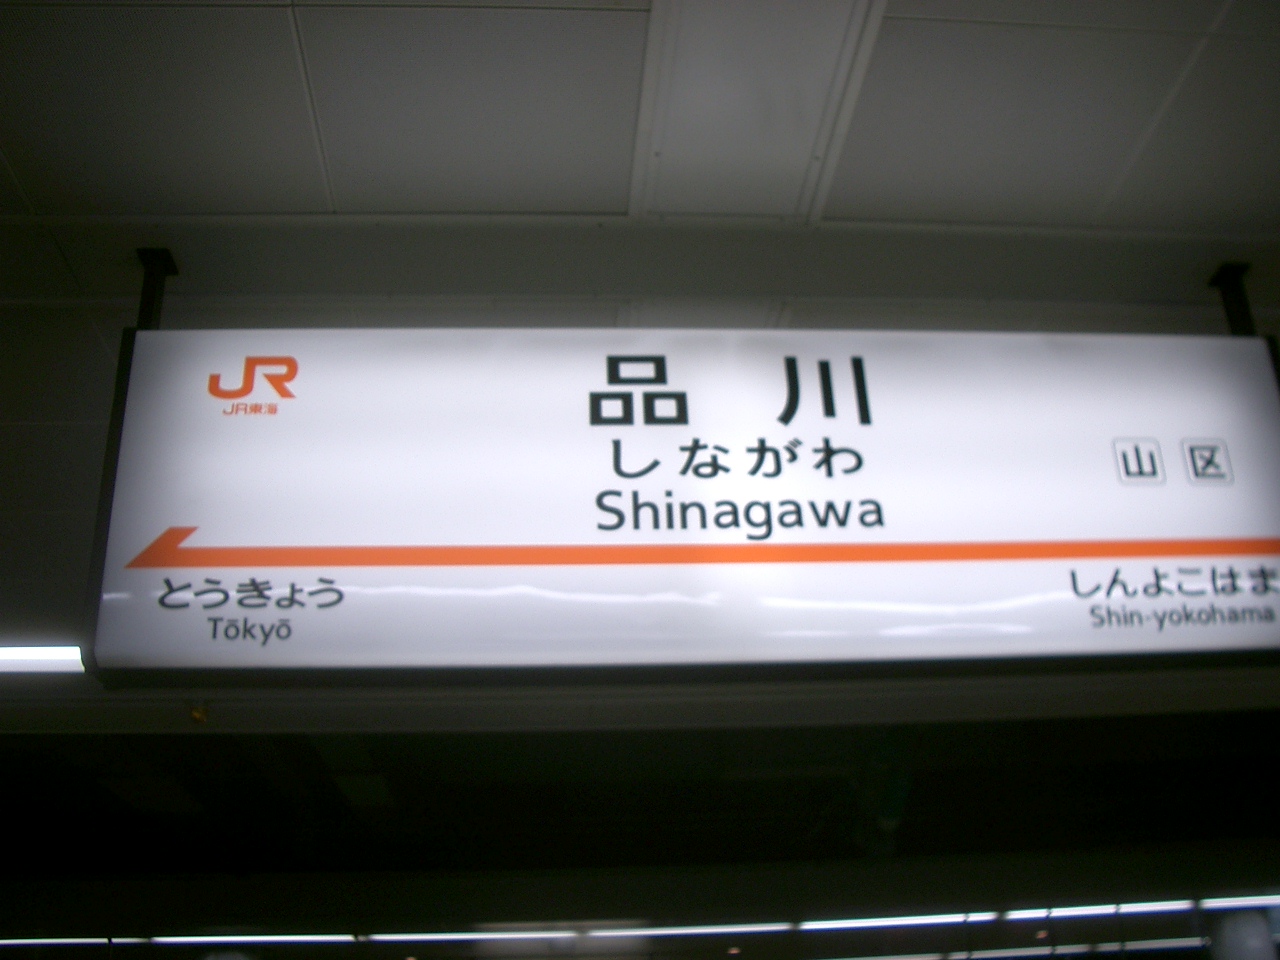 JR
JR東海
品川
しながわ
Shinagawa
山 区
とうきょう
Tōkyō
しんよこはま
Shin-yokohama